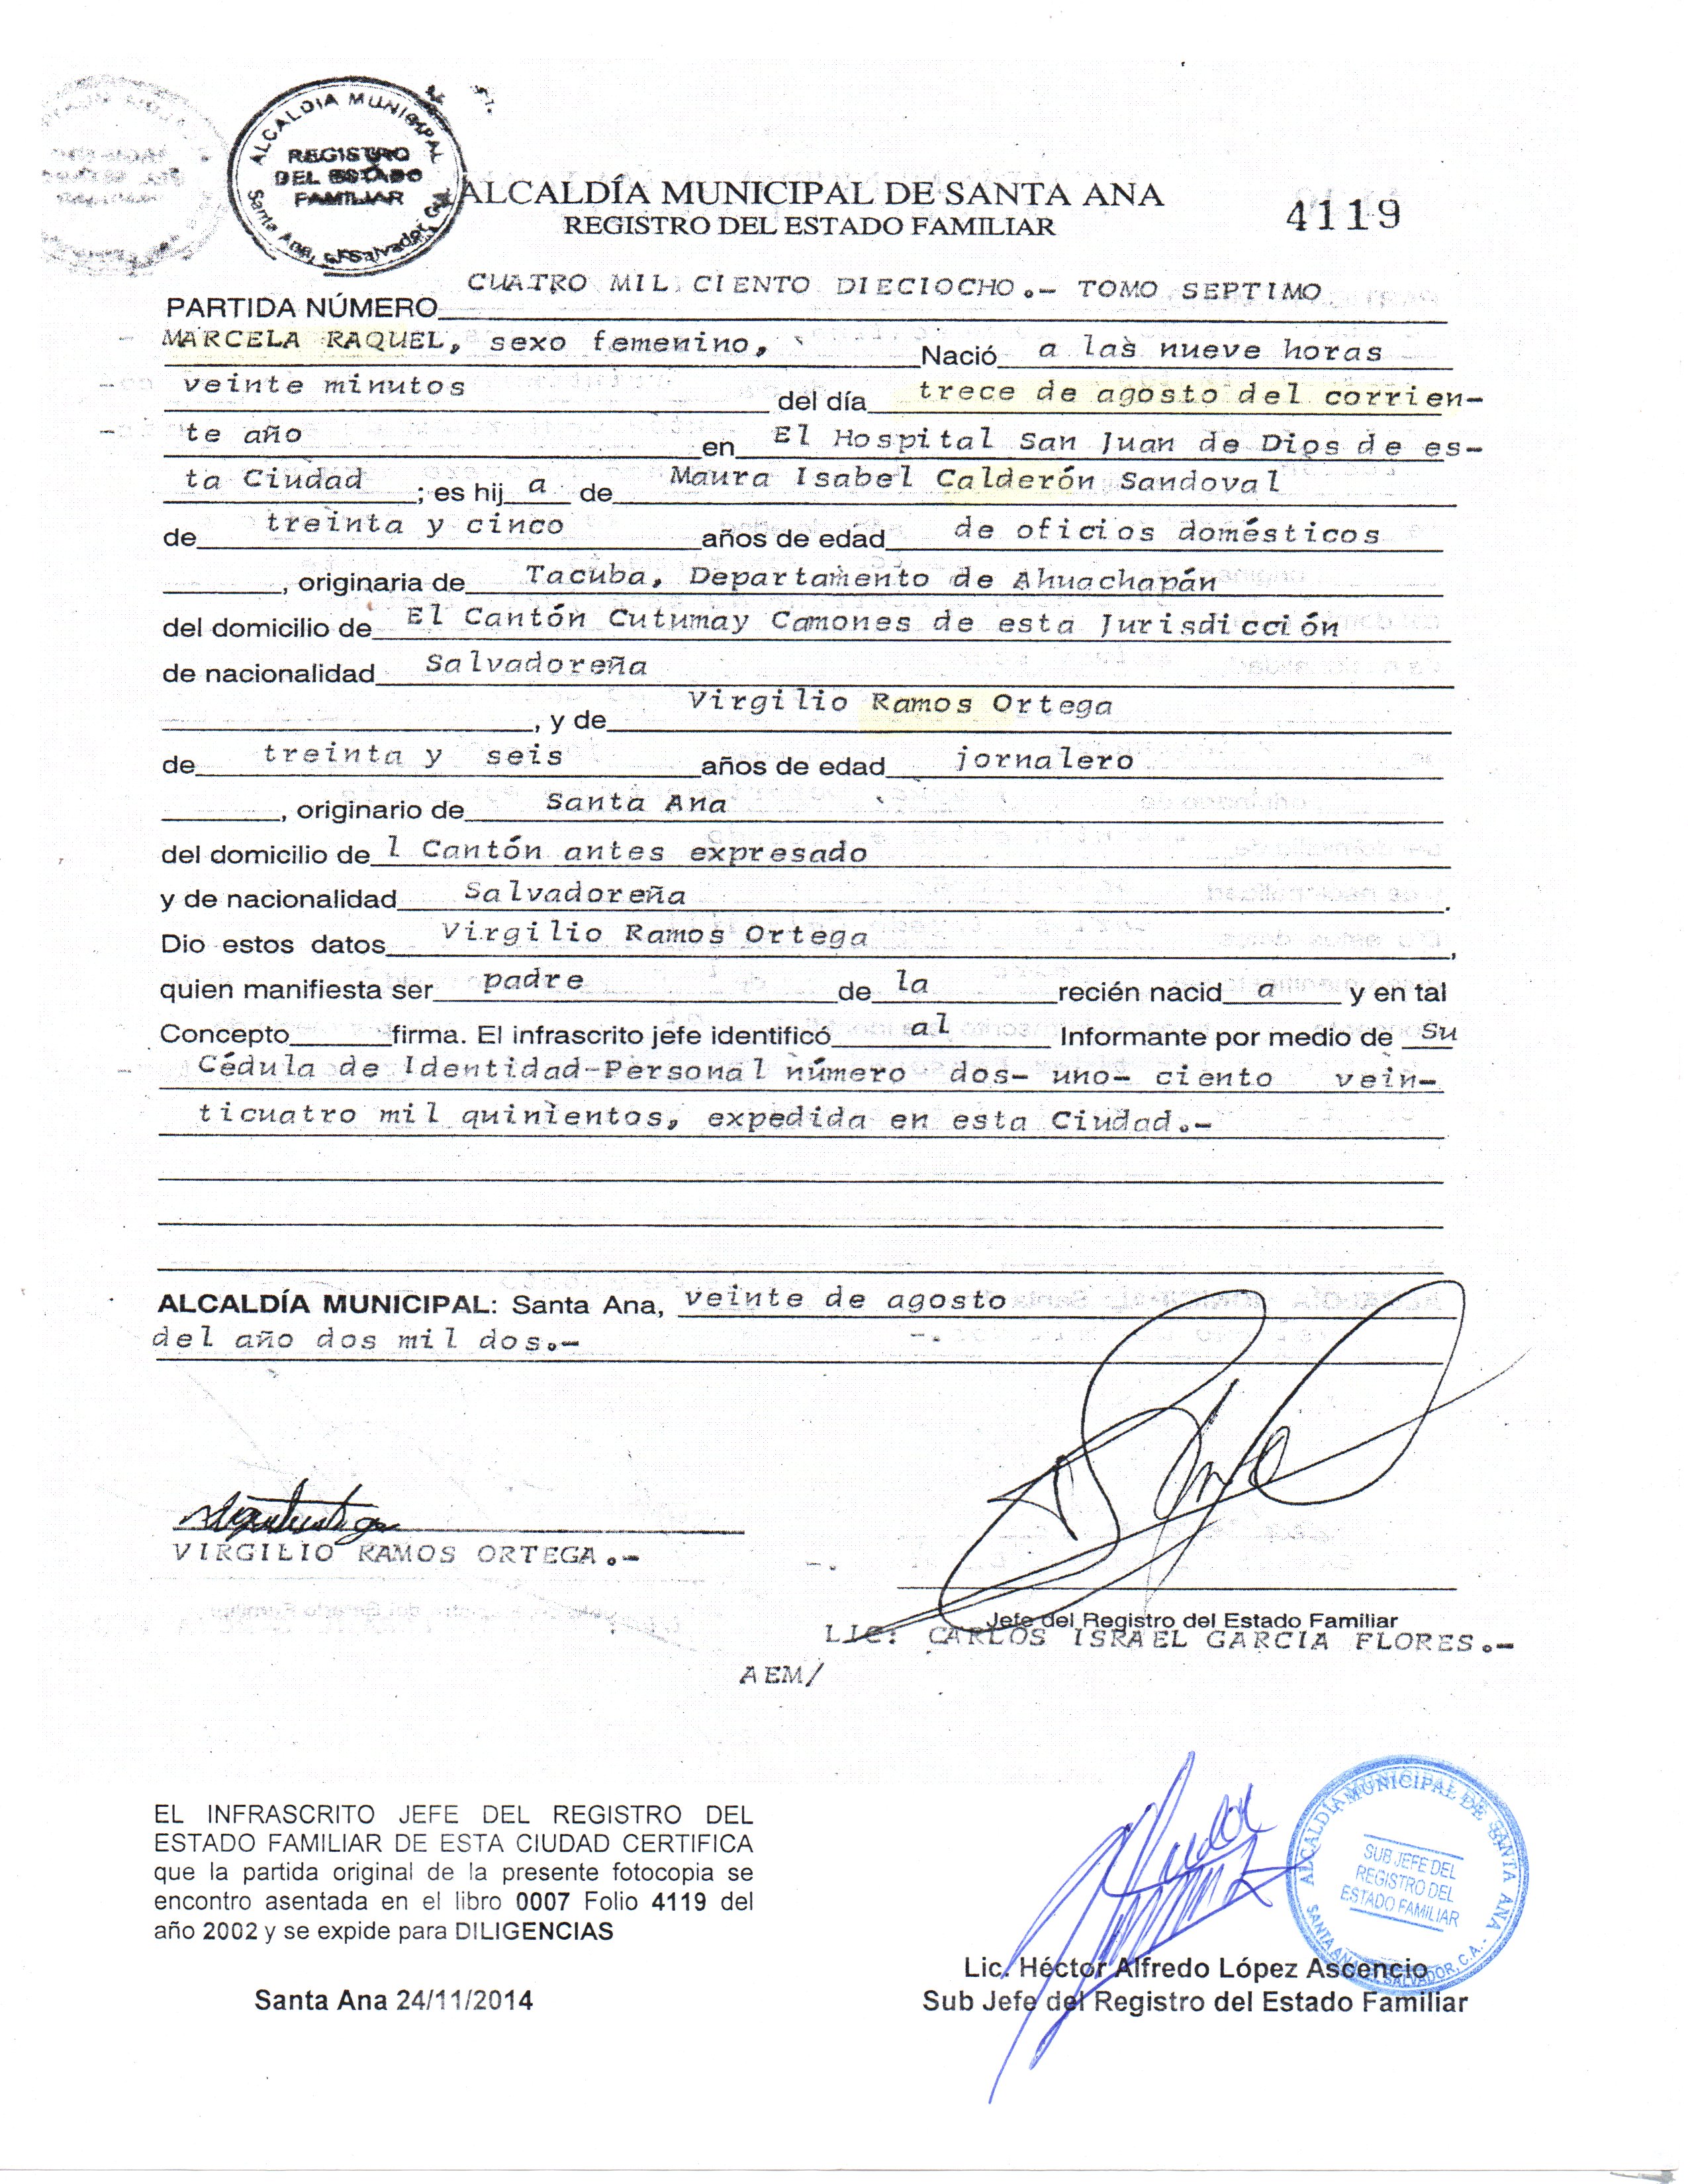 ALCALDIA MUNICIPAL
REGISTRO
DEL ESTADO
FAMILIAR
Santa Ana, El Salvador, C.A.
ALCALDÍA MUNICIPAL DE SANTA ANA
REGISTRO DEL ESTADO FAMILIAR
4119
PARTIDA NÚMERO CUATRO MIL CIENTO DIECIOCHO.- TOMO SEPTIMO
MARCELA RAQUEL, sexo femenino, Nació a las nueve horas
veinte minutos del día trece de agosto del corrien-
te año en El Hospital San Juan de Dios de es-
ta Ciudad ; es hij a de Maura Isabel Calderón Sandoval
de treinta y cinco años de edad de oficios domésticos
, originaria de Tacuba, Departamento de Ahuachapán
del domicilio de El Cantón Cutumay Camones de esta Jurisdicción
de nacionalidad Salvadoreña
, y de Virgilio Ramos Ortega
de treinta y seis años de edad jornalero
, originario de Santa Ana
del domicilio de l Cantón antes expresado
y de nacionalidad Salvadoreña .
Dio estos datos Virgilio Ramos Ortega ,
quien manifiesta ser padre de la recién nacid a y en tal
Concepto firma. El infrascrito jefe identificó al Informante por medio de Su
Cédula de Identidad-Personal número dos- uno- ciento vein-
ticuatro mil quinientos, expedida en esta Ciudad.-
ALCALDÍA MUNICIPAL: Santa Ana, veinte de agosto
del año dos mil dos.-
VIRGILIO RAMOS ORTEGA.-
Jefe del Registro del Estado Familiar
LIC: CARLOS ISRAEL GARCIA FLORES.-
AEM/
EL INFRASCRITO JEFE DEL REGISTRO DEL
ESTADO FAMILIAR DE ESTA CIUDAD CERTIFICA
que la partida original de la presente fotocopia se
encontro asentada en el libro 0007 Folio 4119 del
año 2002 y se expide para DILIGENCIAS
Santa Ana 24/11/2014
ALCALDIA MUNICIPAL DE SANTA ANA
SUB JEFE DEL
REGISTRO DEL
ESTADO FAMILIAR
SANTA ANA, EL SALVADOR, C.A.
Lic. Héctor Alfredo López Ascencio
Sub Jefe del Registro del Estado Familiar